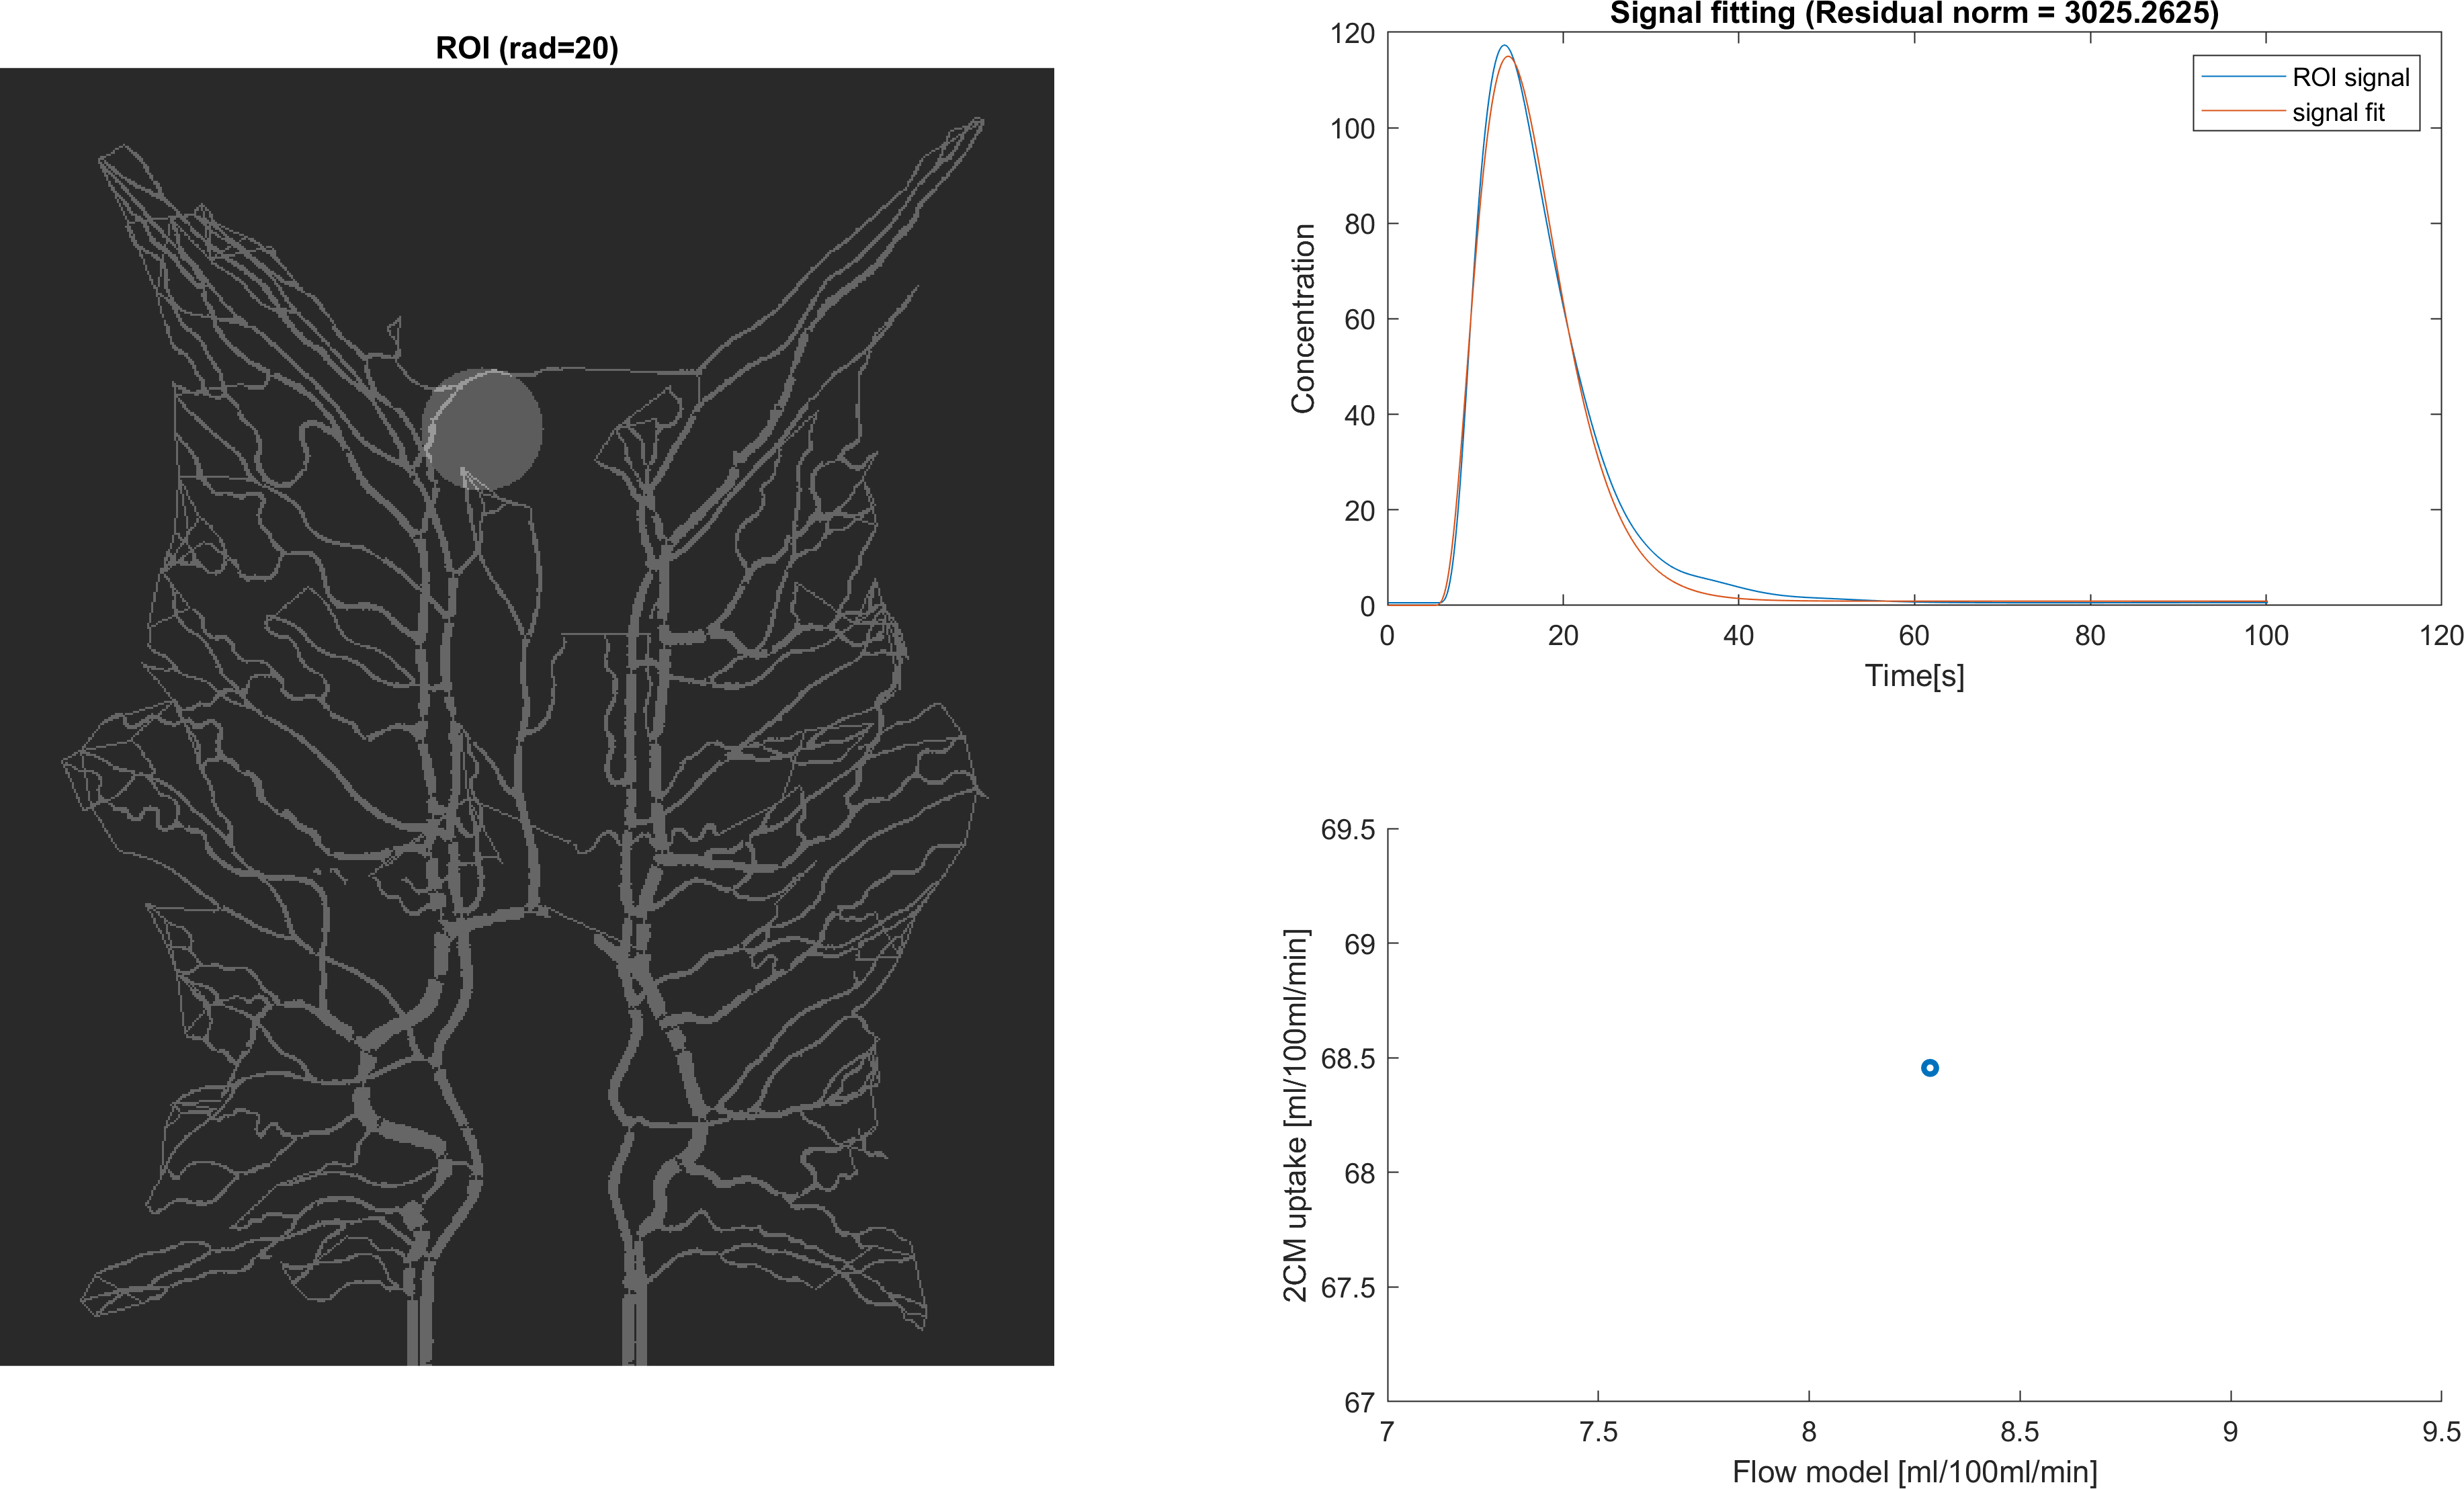 ROI (rad=20)
Signal fitting (Residual norm = 3025.2625)
120
100
80
60
40
20
0
Concentration
ROI signal
signal fit
0 20 40 60 80 100 120
Time[s]
69.5
69
68.5
68
67.5
67
2CM uptake [ml/100ml/min]
7 7.5 8 8.5 9 9.5
Flow model [ml/100ml/min]